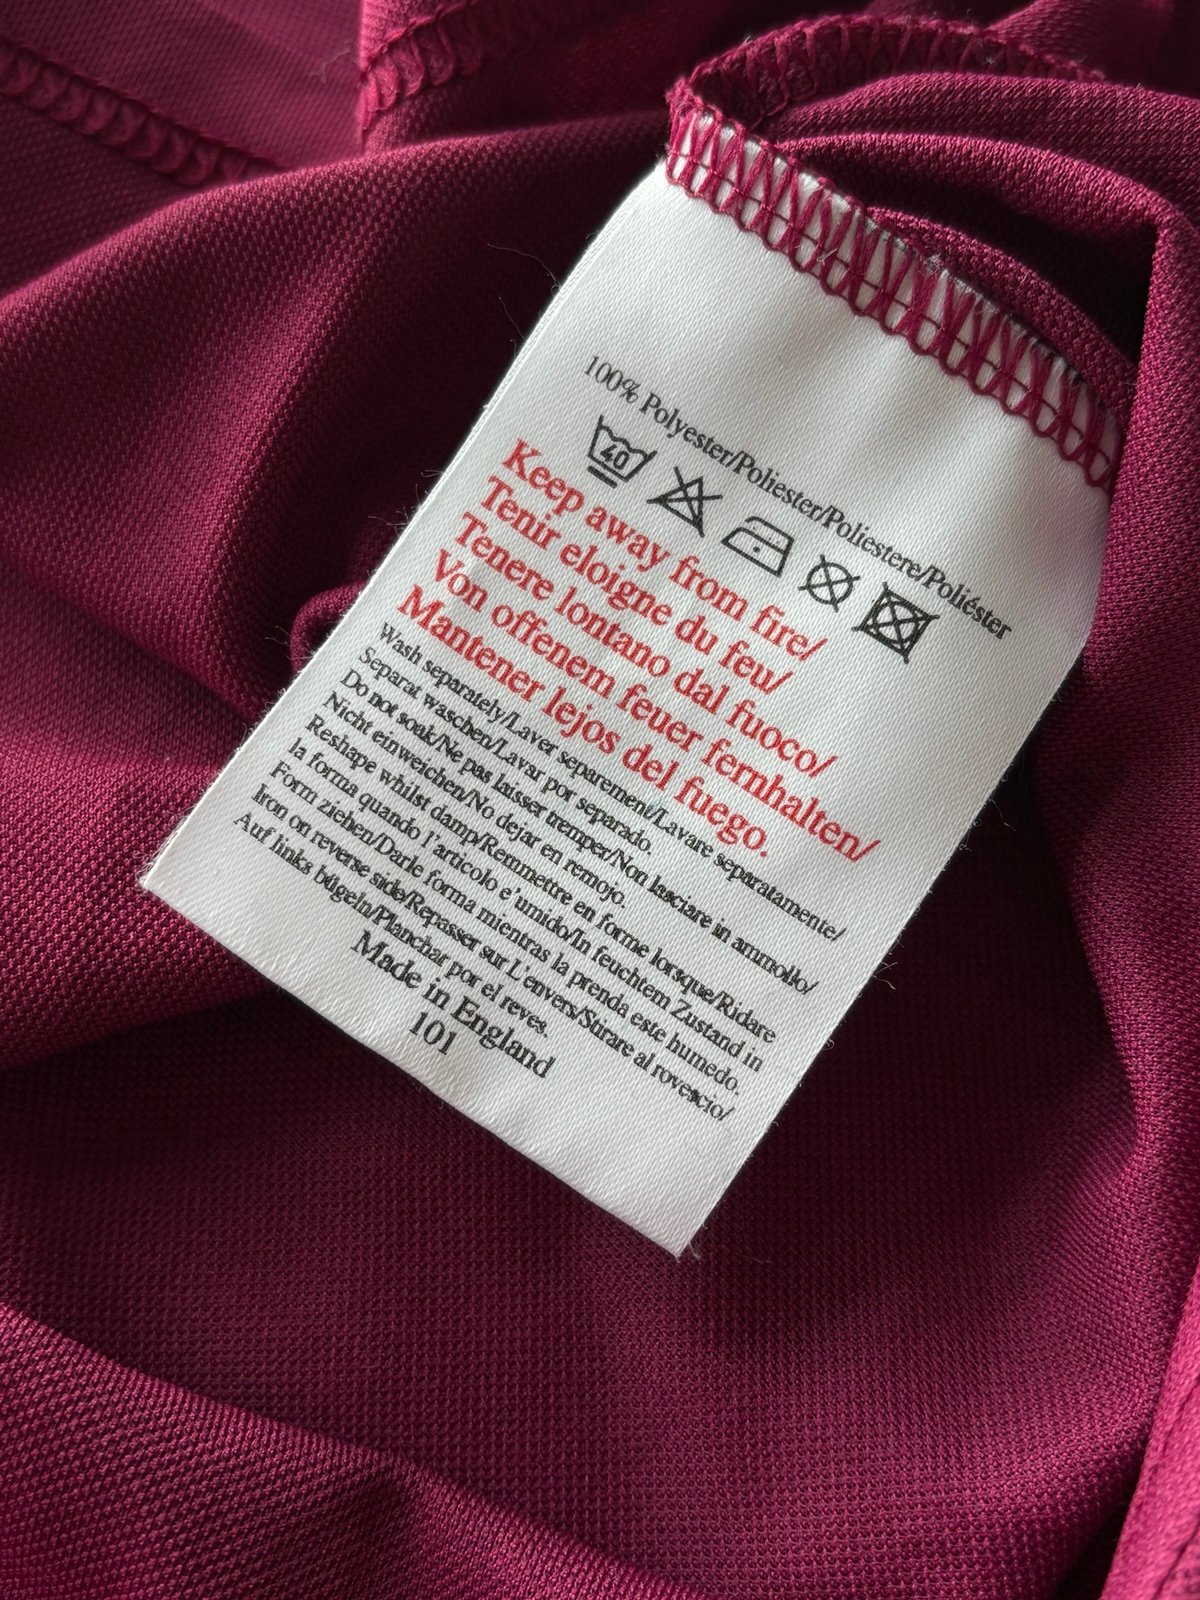 100% Polyester/Poliester/Poliestere/Poliéster
40
Keep away from fire/
Tenir eloigne du feu/
Tenere lontano dal fuoco/
Von offenem feuer fernhalten/
Mantener lejos del fuego.
Wash separately/Laver separement/Lavare separatamente/
Separat waschen/Lavar por separado.
Do not soak/Ne pas laisser tremper/Non lasciare in ammollo/
Nicht einweichen/No dejar en remojo.
Reshape whilst damp/Remmettre en forme lorsque/Ridare
la forma quando l'articolo e'umido/In feuchtem Zustand in
Form ziehen/Darle forma mientras la prenda este humedo.
Iron on reverse side/Repasser sur L'envers/Stirare al rovescio/
Auf links bügeln/Planchar por el reves.
Made in England
101